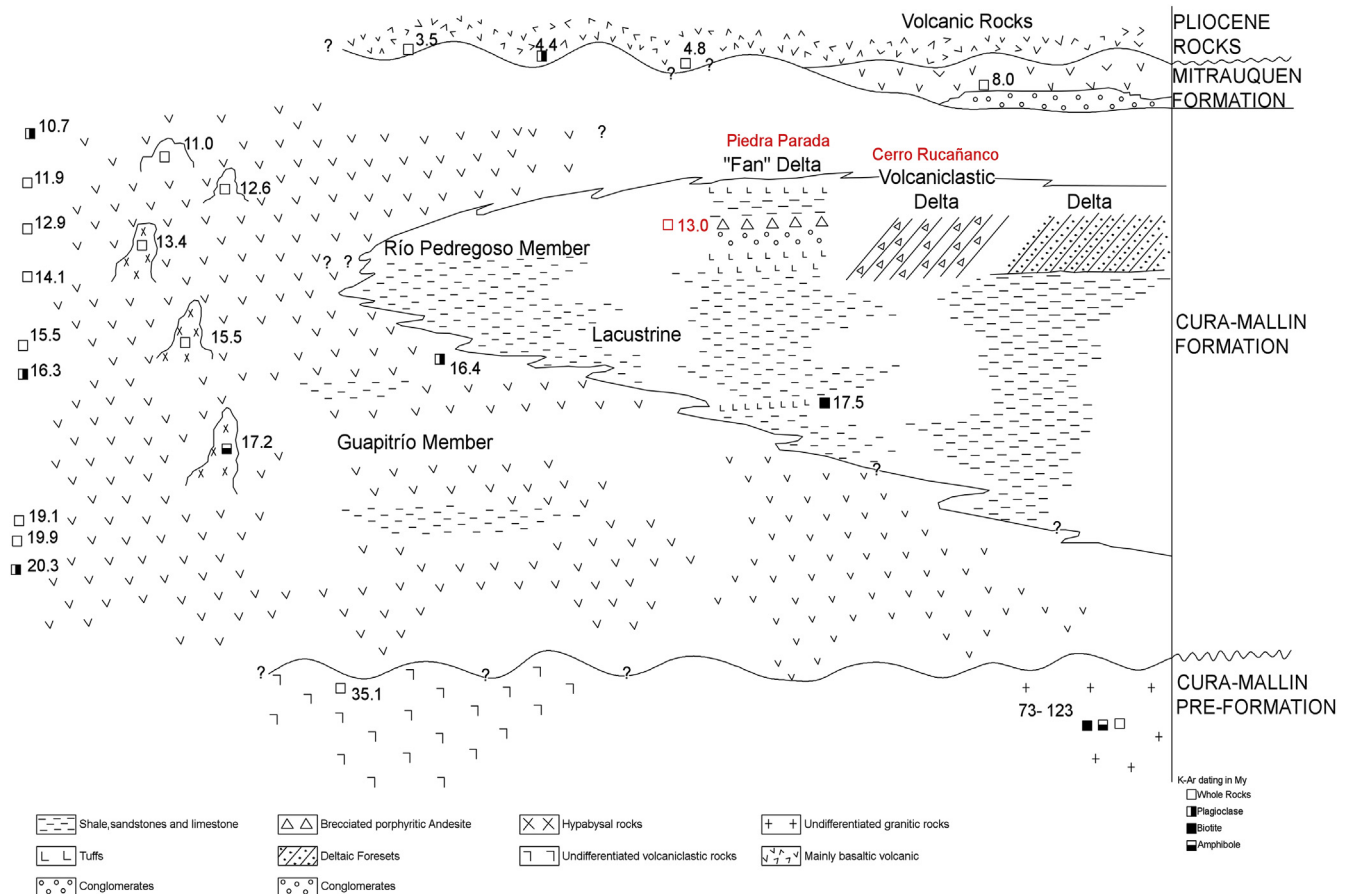 Volcanic Rocks
PLIOCENE
ROCKS
?
3.5
4.4
4.8
? ?
MITRAUQUEN
FORMATION
8.0
10.7
11.0
?
Piedra Parada
"Fan" Delta
Cerro Rucañanco
Volcaniclastic
Delta
Delta
11.9
12.6
12.9
13.4
13.0
Río Pedregoso Member
? ?
14.1
15.5
15.5
Lacustrine
CURA-MALLIN
FORMATION
16.3
16.4
17.5
17.2
Guapitrío Member
?
19.1
19.9
?
20.3
?
?
?
35.1
CURA-MALLIN
PRE-FORMATION
73- 123
K-Ar dating in My
Whole Rocks
Plagioclase
Biotite
Amphibole
Shale,sandstones and limestone
Brecciated porphyritic Andesite
Hypabysal rocks
Undifferentiated granitic rocks
Tuffs
Deltaic Foresets
Undifferentiated volcaniclastic rocks
Mainly basaltic volcanic
Conglomerates
Conglomerates